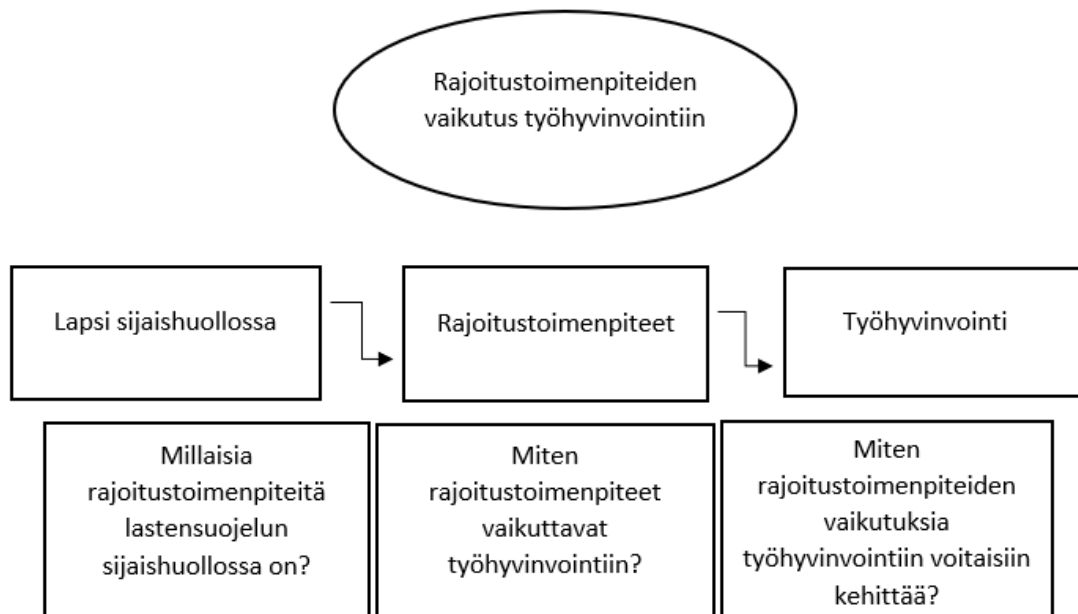 Rajoitustoimenpiteiden
vaikutus työhyvinvointiin
Lapsi sijaishuollossa
Rajoitustoimenpiteet
Työhyvinvointi
Millaisia
rajoitustoimenpiteitä
lastensuojelun
sijaishuollossa on?
Miten
rajoitustoimenpiteet
vaikuttavat
työhyvinvointiin?
Miten
rajoitustoimenpiteiden
vaikutuksia
työhyvinvointiin voitaisiin
kehittää?